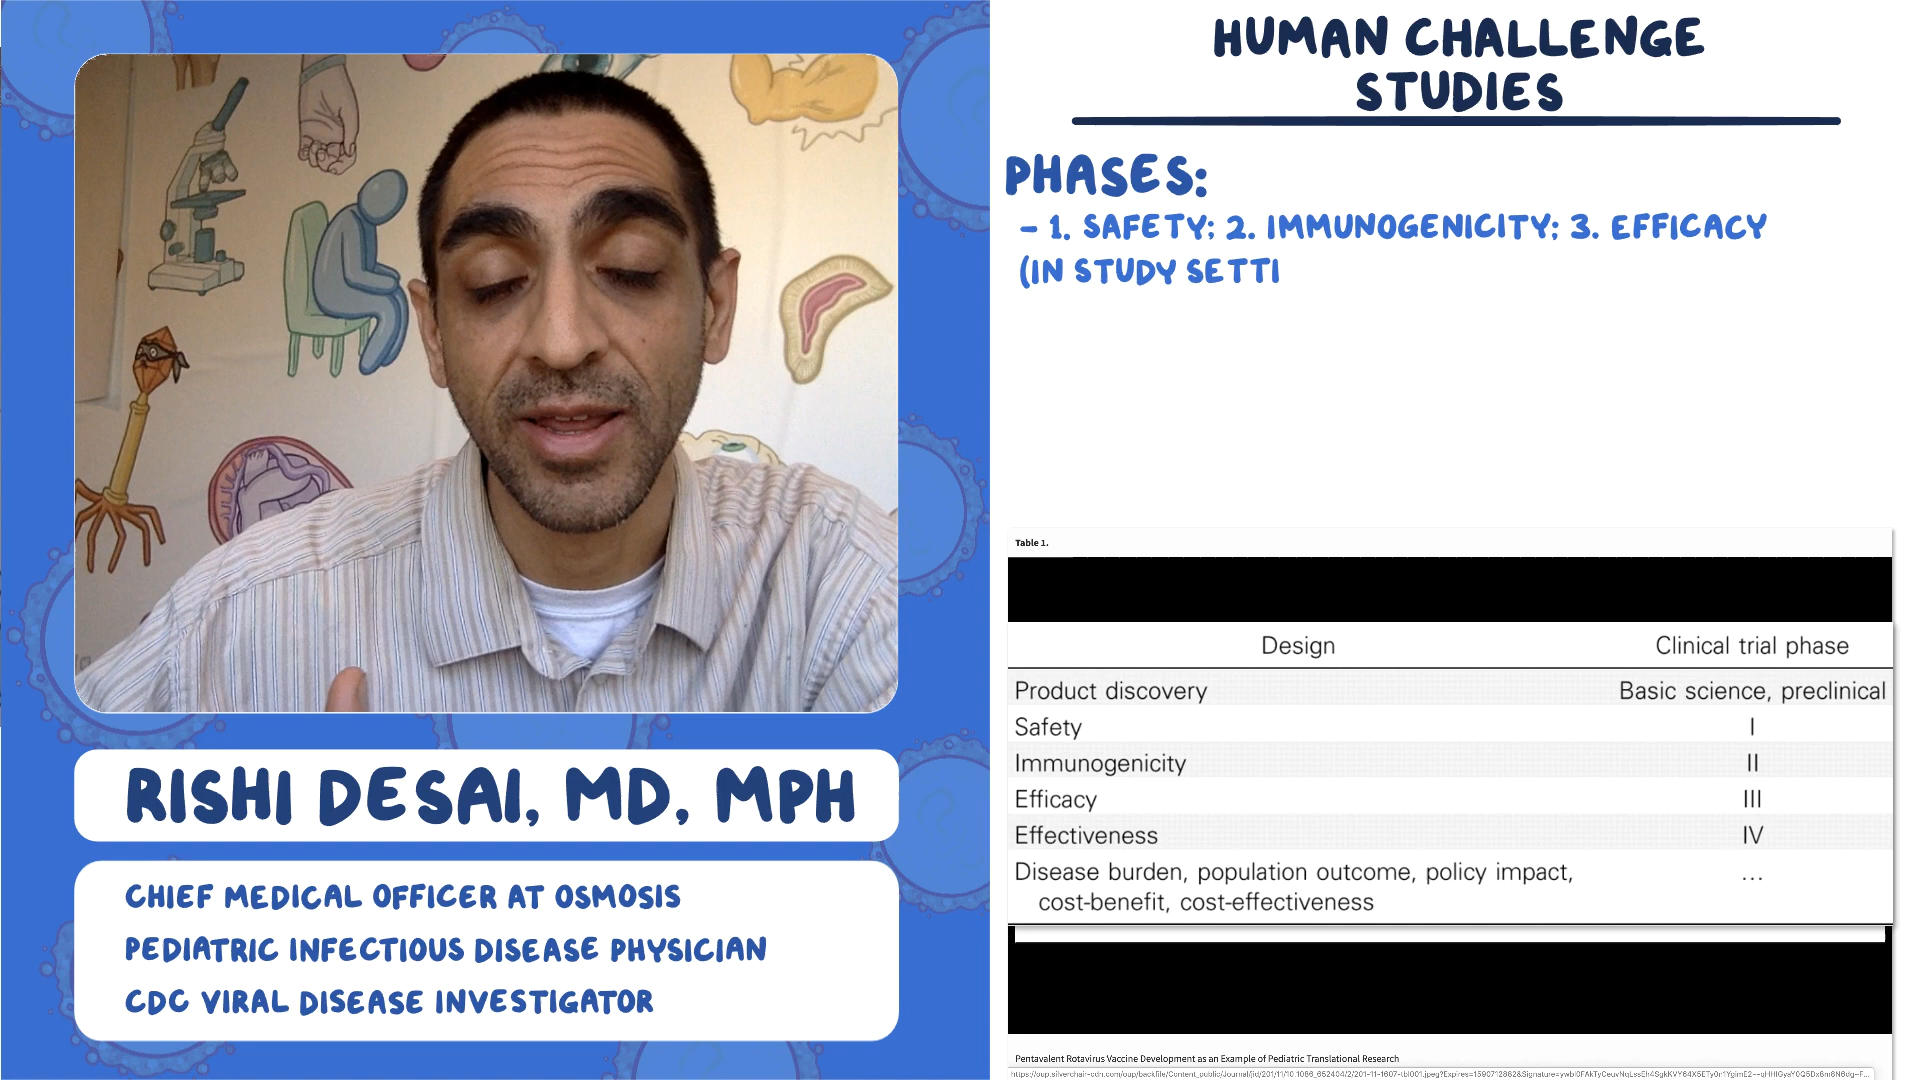 HUMAN CHALLENGE
STUDIES
PHASES:
- 1. SAFETY; 2. IMMUNOGENICITY; 3. EFFICACY
(IN STUDY SETTI
RISHI DESAI, MD, MPH
CHIEF MEDICAL OFFICER AT OSMOSIS
PEDIATRIC INFECTIOUS DISEASE PHYSICIAN
CDC VIRAL DISEASE INVESTIGATOR
Table 1.
Design Clinical trial phase
Product discovery Basic science, preclinical
Safety I
Immunogenicity II
Efficacy III
Effectiveness IV
Disease burden, population outcome, policy impact, ...
cost-benefit, cost-effectiveness
Pentavalent Rotavirus Vaccine Development as an Example of Pediatric Translational Research